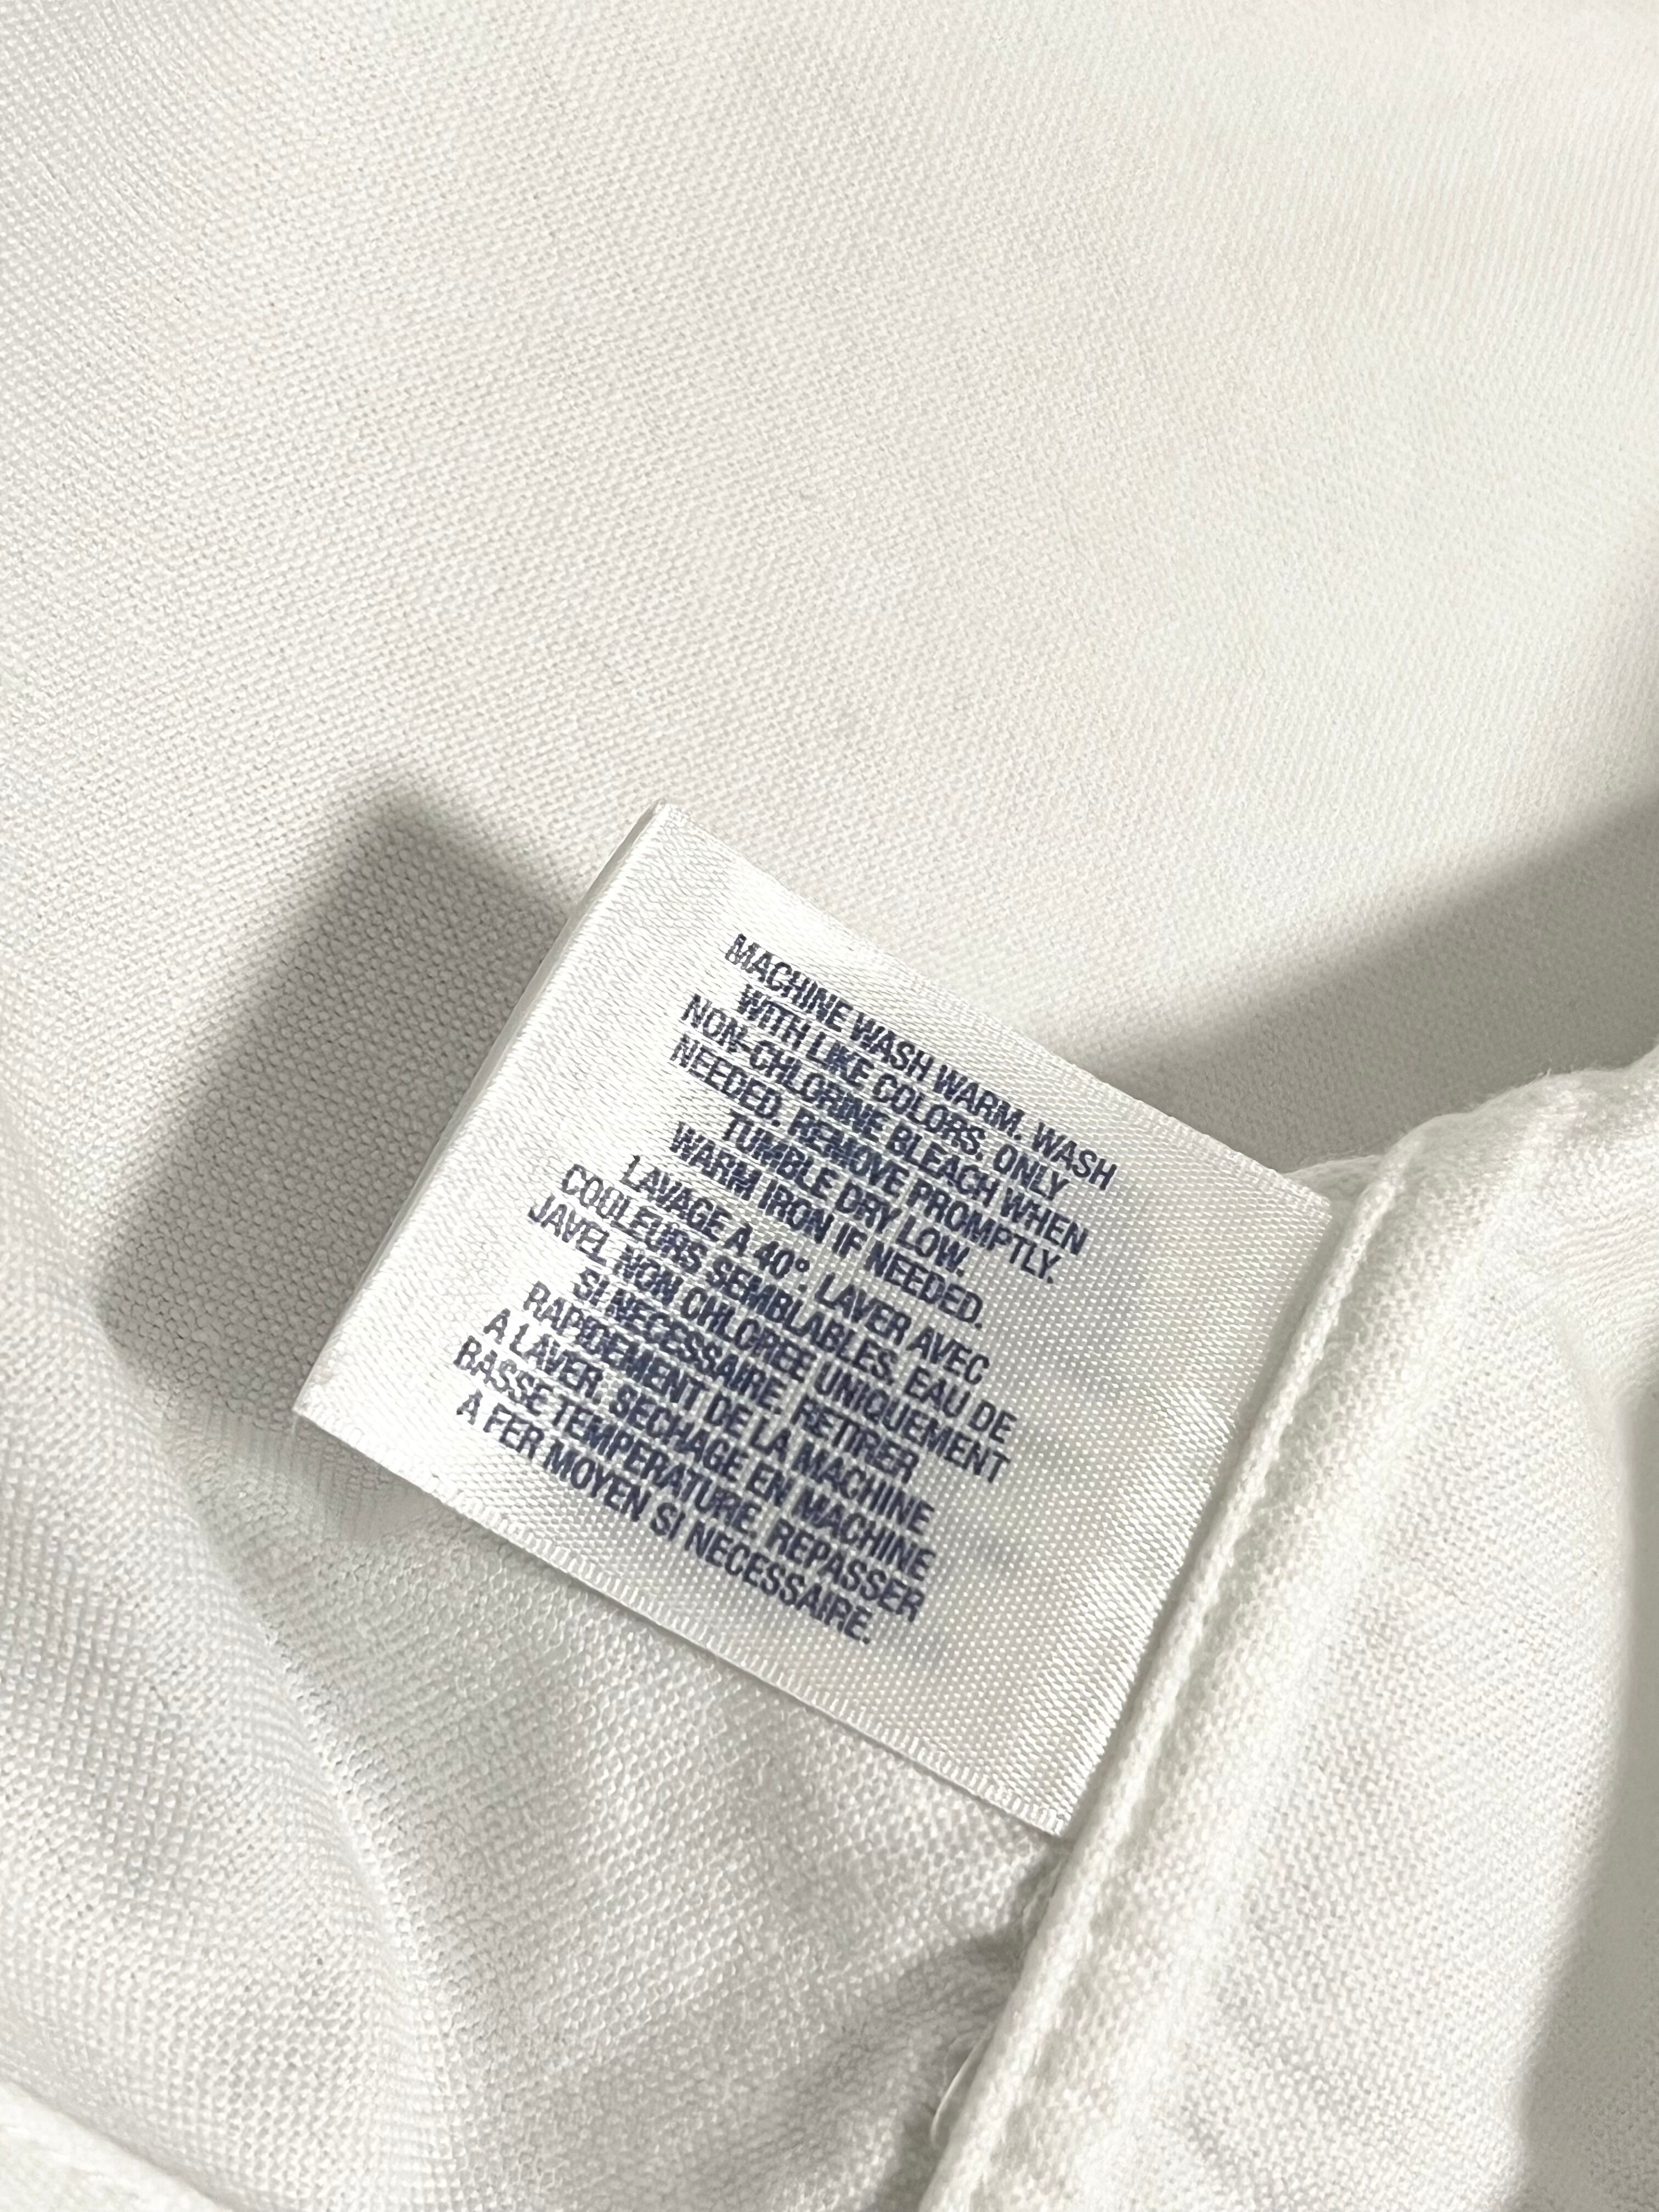 MACHINE WASH WARM. WASH
WITH LIKE COLORS. ONLY
NON-CHLORINE BLEACH WHEN
NEEDED. REMOVE PROMPTLY.
TUMBLE DRY LOW.
WARM IRON IF NEEDED.
LAVAGE A 40°. LAVER AVEC
COULEURS SEMBLABLES. EAU DE
JAVEL NON CHLOREE UNIQUEMENT
SI NECESSAIRE. RETIRER
RAPIDEMENT DE LA MACHINE
A LAVER. SECHAGE EN MACHINE
BASSE TEMPERATURE. REPASSER
A FER MOYEN SI NECESSAIRE.